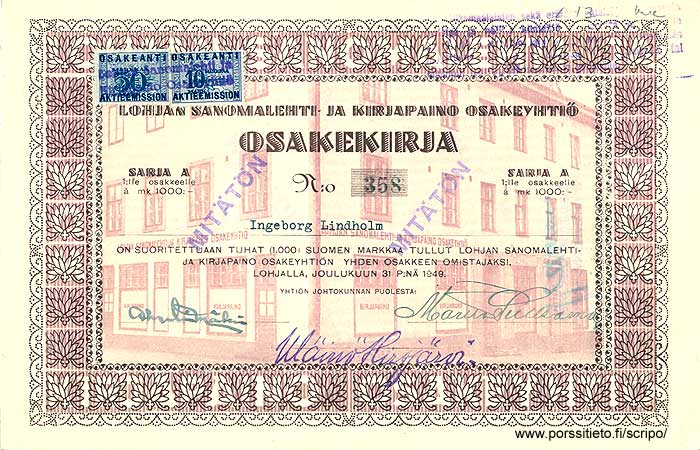 OSAKEANTI
50
AKTIEEMISSION
OSAKEANTI
10
AKTIEEMISSION
LOHJAN SANOMALEHTI- JA KIRJAPAINO OSAKEYHTIÖ
OSAKEKIRJA
SARJA A
1:lle osakkeelle
à mk 1000:—
N:o 358
SARJA A
1:lle osakkeelle
à mk 1000:—
MITÄTÖN
MITÄTÖN
Ingeborg Lindholm
ON SUORITETTUAAN TUHAT (1.000) SUOMEN MARKKAA TULLUT LOHJAN SANOMALEHTI-
JA KIRJAPAINO OSAKEYHTIÖN YHDEN OSAKKEEN OMISTAJAKSI.
LOHJALLA, JOULUKUUN 31 P:NÄ 1949.
YHTIÖN JOHTOKUNNAN PUOLESTA:
KIRJAPAINO
KIRJAPAINO
www.porssitieto.fi/scripo/